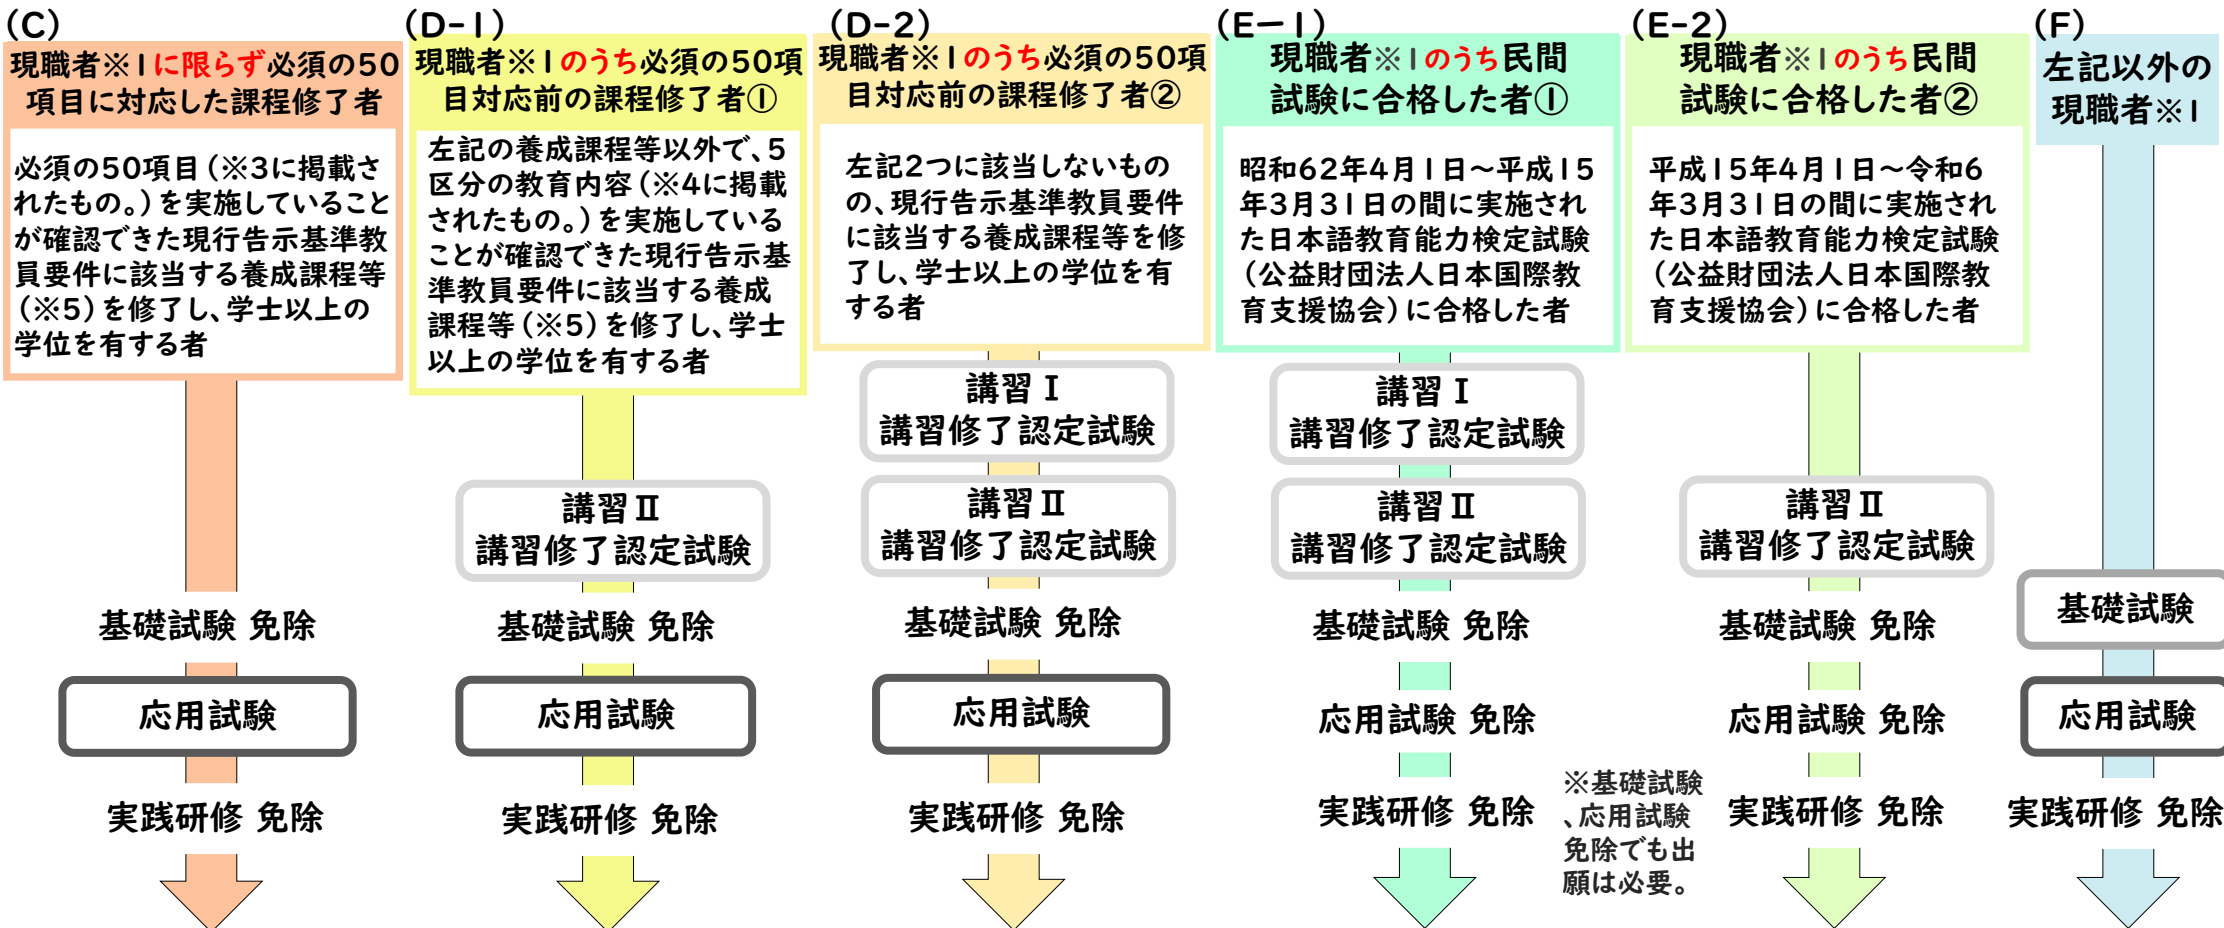 (C)
現職者※1に限らず必須の50
項目に対応した課程修了者
必須の50項目(※3に掲載さ
れたもの。)を実施していること
が確認できた現行告示基準教
員要件に該当する養成課程等
(※5)を修了し、学士以上の
学位を有する者
基礎試験 免除
応用試験
実践研修 免除
(D-1)
現職者※1のうち必須の50項
目対応前の課程修了者①
左記の養成課程等以外で、5
区分の教育内容(※4に掲載
されたもの。)を実施している
ことが確認できた現行告示基
準教員要件に該当する養成
課程等(※5)を修了し、学士
以上の学位を有する者
講習Ⅱ
講習修了認定試験
基礎試験 免除
応用試験
実践研修 免除
(D-2)
現職者※1のうち必須の50項
目対応前の課程修了者②
左記2つに該当しないもの
の、現行告示基準教員要件
に該当する養成課程等を修
了し、学士以上の学位を有
する者
講習Ⅰ
講習修了認定試験
講習Ⅱ
講習修了認定試験
基礎試験 免除
応用試験
実践研修 免除
(E-1)
現職者※1のうち民間
試験に合格した者①
昭和62年4月1日~平成15
年3月31日の間に実施され
た日本語教育能力検定試験
(公益財団法人日本国際教
育支援協会)に合格した者
講習Ⅰ
講習修了認定試験
講習Ⅱ
講習修了認定試験
基礎試験 免除
応用試験 免除
実践研修 免除
※基礎試験
、応用試験
免除でも出
願は必要。
(E-2)
現職者※1のうち民間
試験に合格した者②
平成15年4月1日~令和6
年3月31日の間に実施され
た日本語教育能力検定試験
(公益財団法人日本国際教
育支援協会)に合格した者
講習Ⅱ
講習修了認定試験
基礎試験 免除
応用試験 免除
実践研修 免除
(F)
左記以外の
現職者※1
基礎試験
応用試験
実践研修 免除